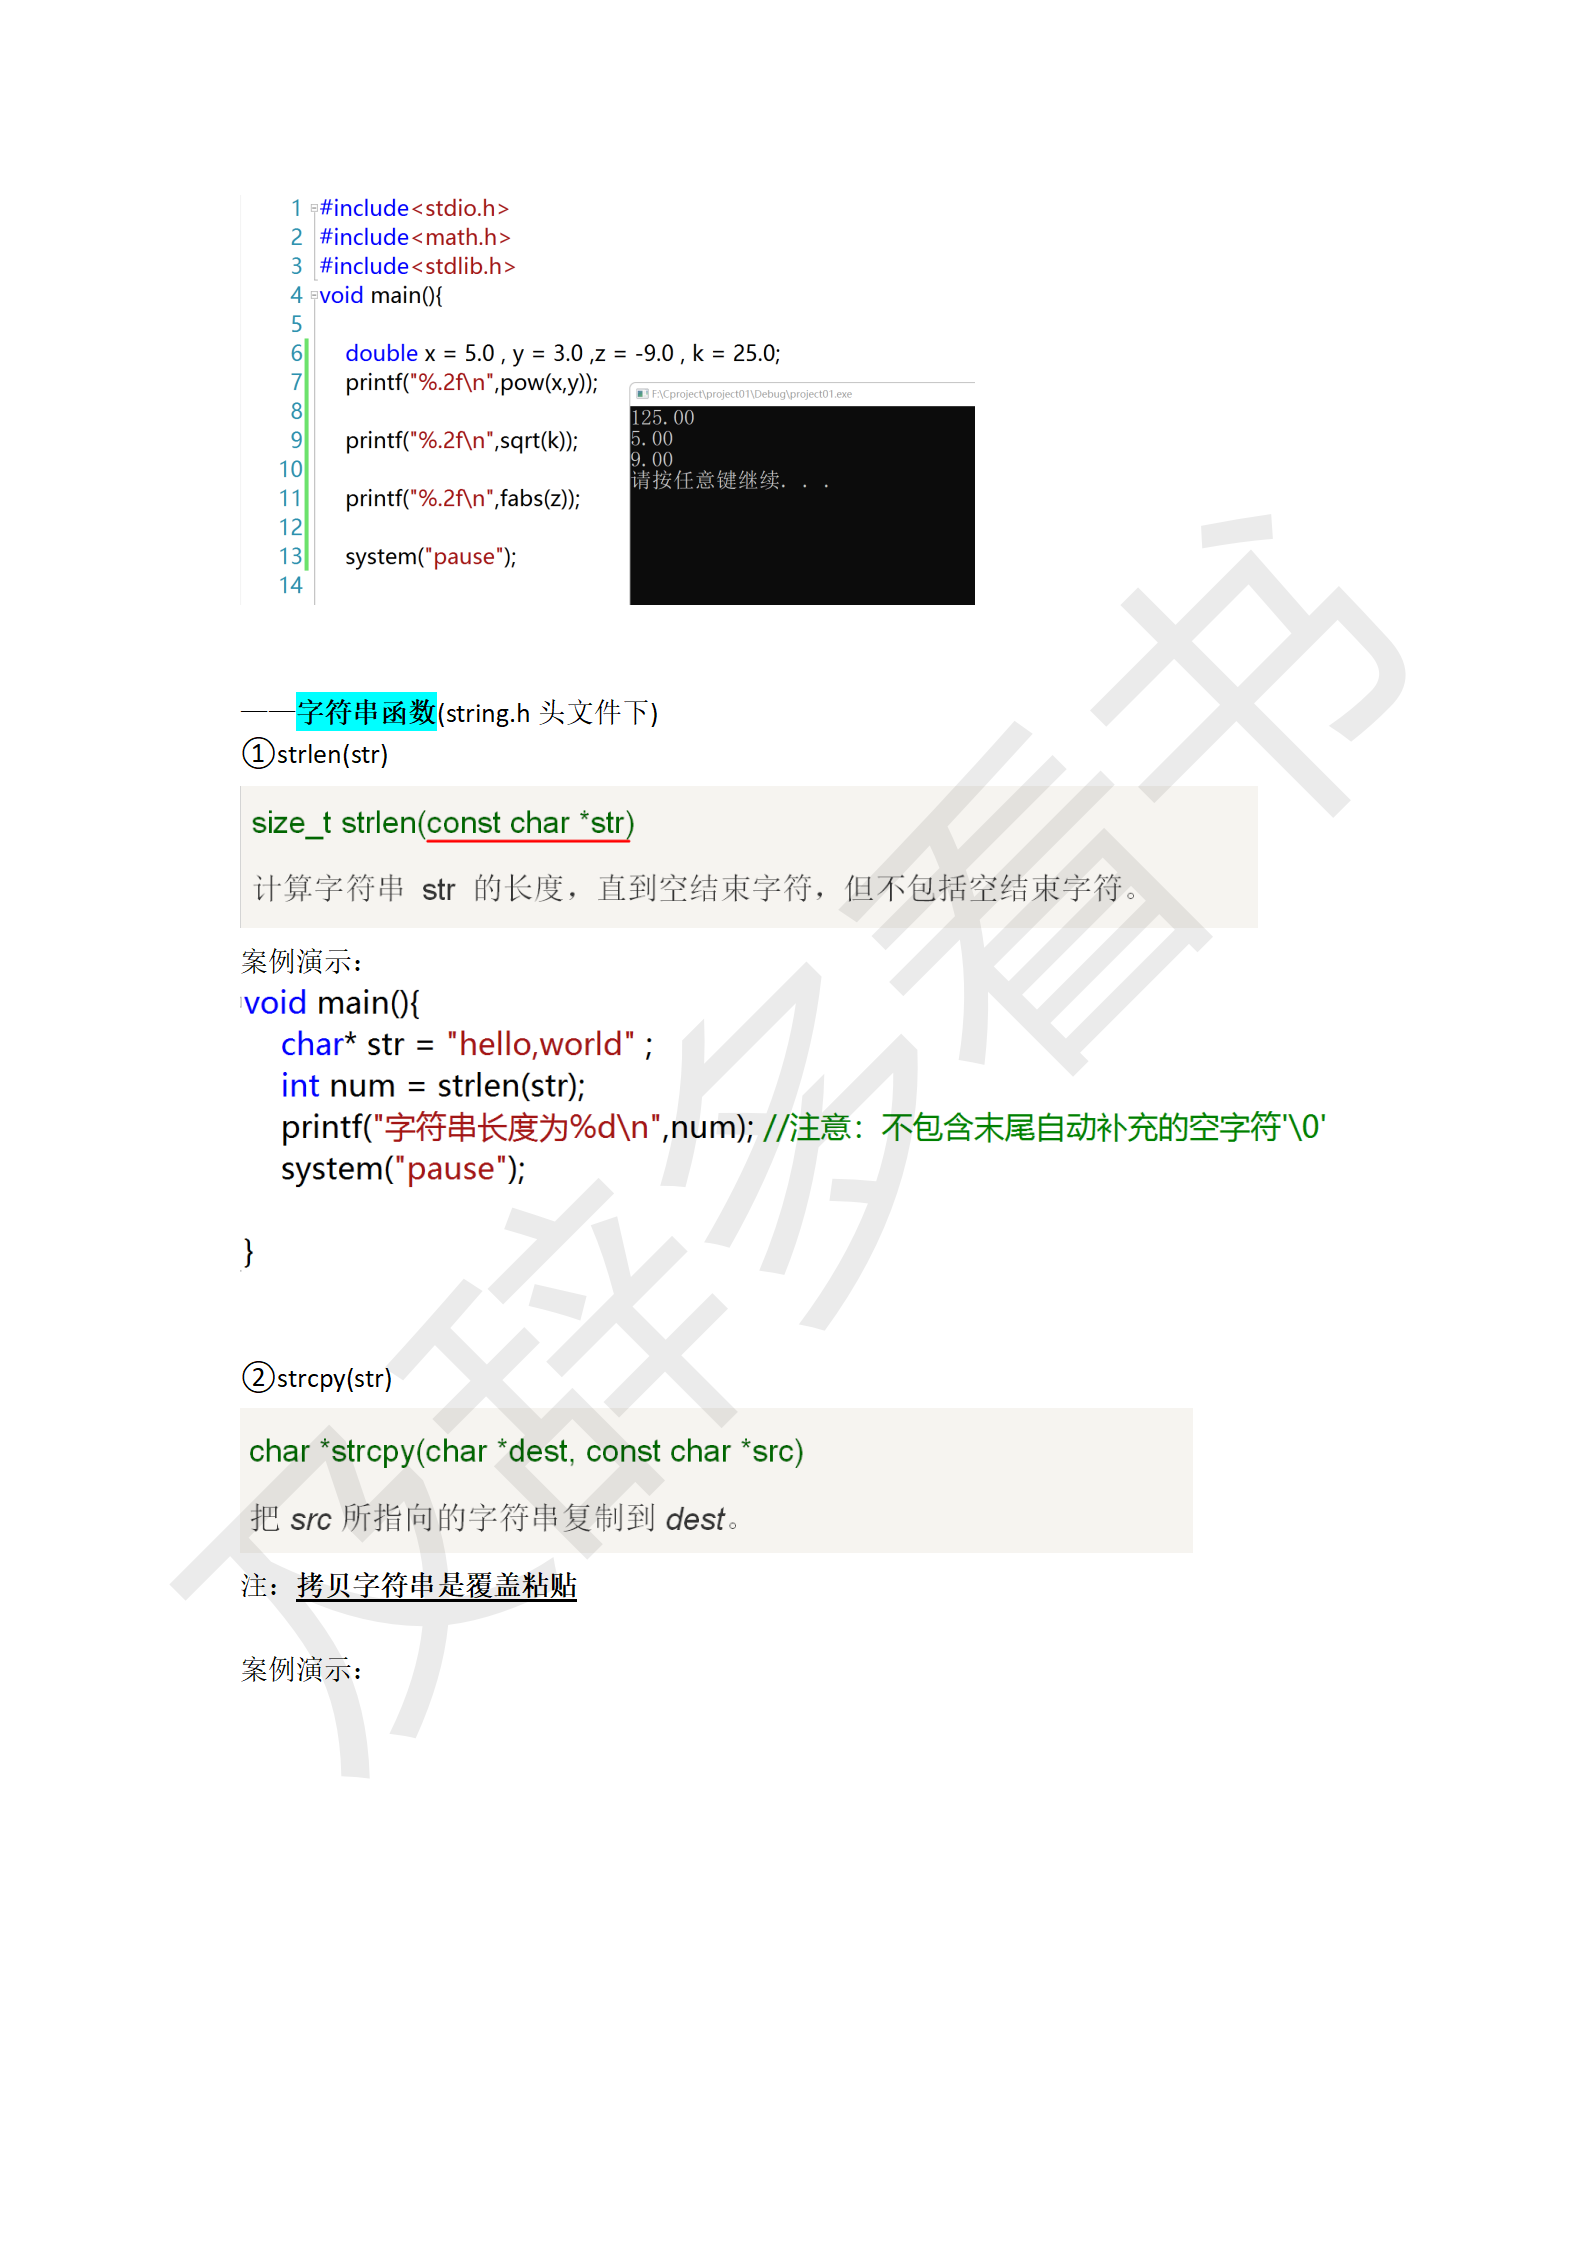 1 #include<stdio.h>
2 #include<math.h>
3 #include<stdlib.h>
4 void main(){
5
6 double x = 5.0 , y = 3.0 ,z = -9.0 , k = 25.0;
7 printf("%.2f\n",pow(x,y));
8
9 printf("%.2f\n",sqrt(k));
10
11 printf("%.2f\n",fabs(z));
12
13 system("pause");
14
F:\Cproject\project01\Debug\project01.exe
125.00
5.00
9.00
请按任意键继续. . .
——字符串函数(string.h 头文件下)
①strlen(str)
size_t strlen(const char *str)
计算字符串 str 的长度，直到空结束字符，但不包括空结束字符。
案例演示：
void main(){
char* str = "hello,world" ;
int num = strlen(str);
printf("字符串长度为%d\n",num); //注意：不包含末尾自动补充的空字符'\0'
system("pause");
}
②strcpy(str)
char *strcpy(char *dest, const char *src)
把 src 所指向的字符串复制到 dest。
注：拷贝字符串是覆盖粘贴
案例演示：
及辞多看书